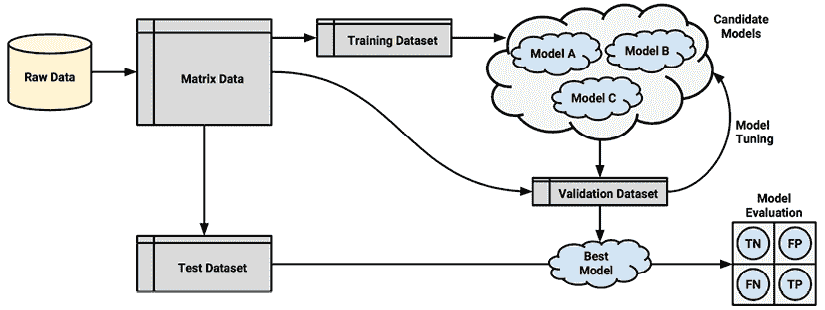 Raw Data
Matrix Data
Training Dataset
Candidate
Models
Model A
Model B
Model C
Model
Tuning
Validation Dataset
Test Dataset
Best
Model
Model
Evaluation
TN
FP
FN
TP